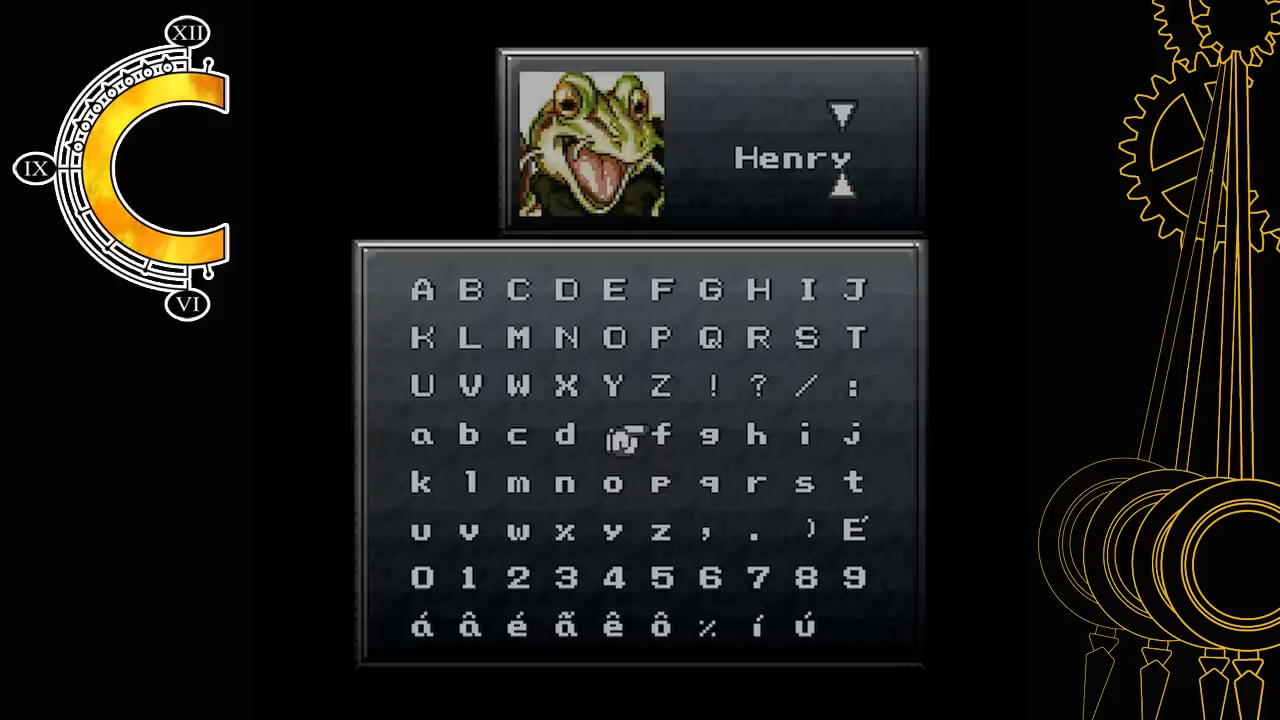 XII
IX
VI
Henry
A B C D E F G H I J
K L M N O P Q R S T
U V W X Y Z ! ? / :
a b c d f g h i j
k l m n o p q r s t
u v w x y z , . ) É
0 1 2 3 4 5 6 7 8 9
á â é ã ê ô % í ú